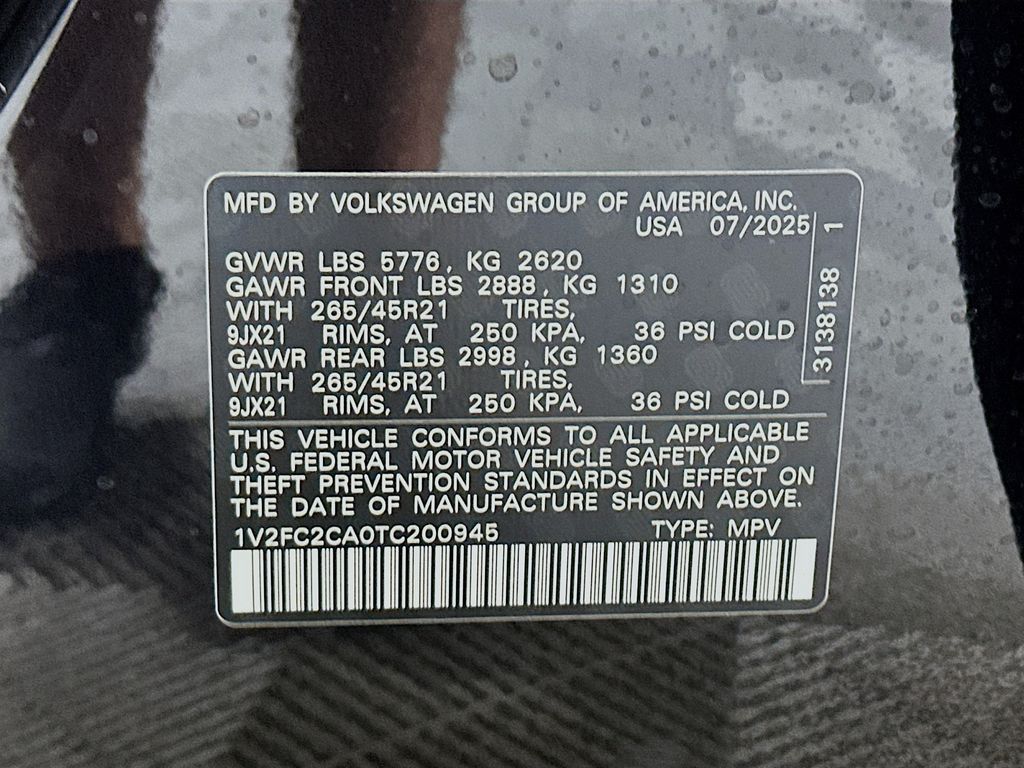 MFD BY VOLKSWAGEN GROUP OF AMERICA, INC.
USA 07/2025
GVWR LBS 5776, KG 2620
GAWR FRONT LBS 2888, KG 1310
WITH 265/45R21 TIRES,
9JX21 RIMS, AT 250 KPA, 36 PSI COLD
GAWR REAR LBS 2998, KG 1360
WITH 265/45R21 TIRES,
9JX21 RIMS, AT 250 KPA, 36 PSI COLD
3138138 1
THIS VEHICLE CONFORMS TO ALL APPLICABLE
U.S. FEDERAL MOTOR VEHICLE SAFETY AND
THEFT PREVENTION STANDARDS IN EFFECT ON
THE DATE OF MANUFACTURE SHOWN ABOVE.
1V2FC2CA0TC200945 TYPE: MPV